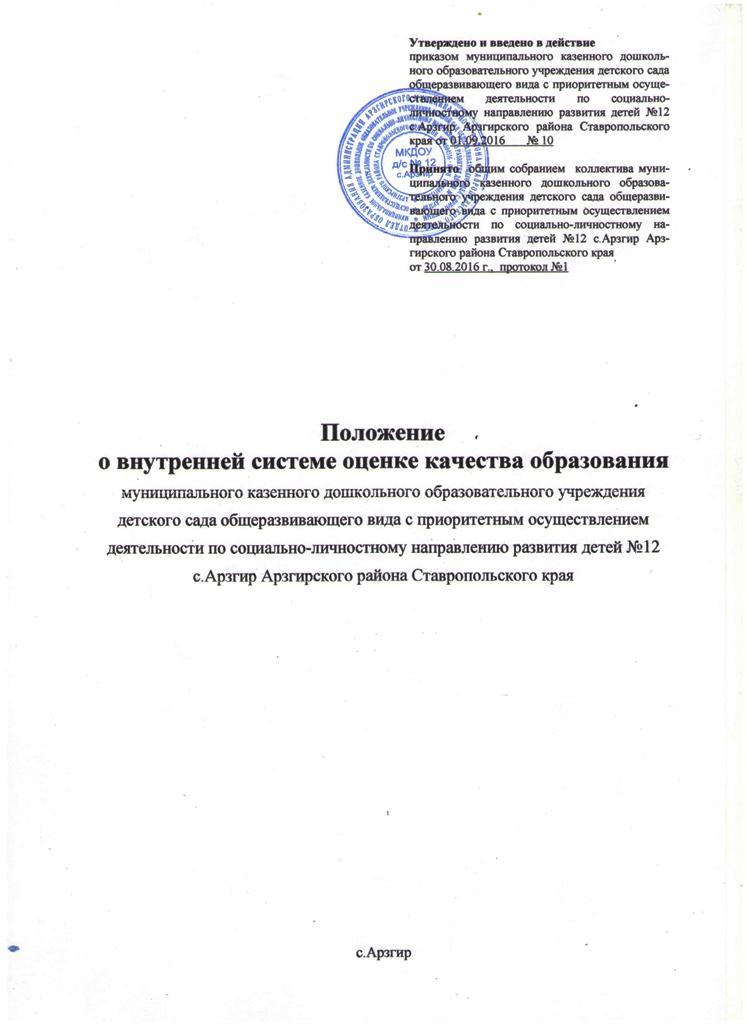 Утверждено и введено в действие
приказом муниципального казенного дошколь-
ного образовательного учреждения детского сада
общеразвивающего вида с приоритетным осуще-
ствлением деятельности по социально-
личностному направлению развития детей №12
с.Арзгир Арзгирского района Ставропольского
края от 01.09.2016 № 10
Принято общим собранием коллектива муни-
ципального казенного дошкольного образова-
тельного учреждения детского сада общеразви-
вающего вида с приоритетным осуществлением
деятельности по социально-личностному на-
правлению развития детей №12 с.Арзгир Арз-
гирского района Ставропольского края
от 30.08.2016 г., протокол №1
МКДОУ
д/с № 12
с.Арзгир
Положение
о внутренней системе оценке качества образования
муниципального казенного дошкольного образовательного учреждения
детского сада общеразвивающего вида с приоритетным осуществлением
деятельности по социально-личностному направлению развития детей №12
с.Арзгир Арзгирского района Ставропольского края
с.Арзгир